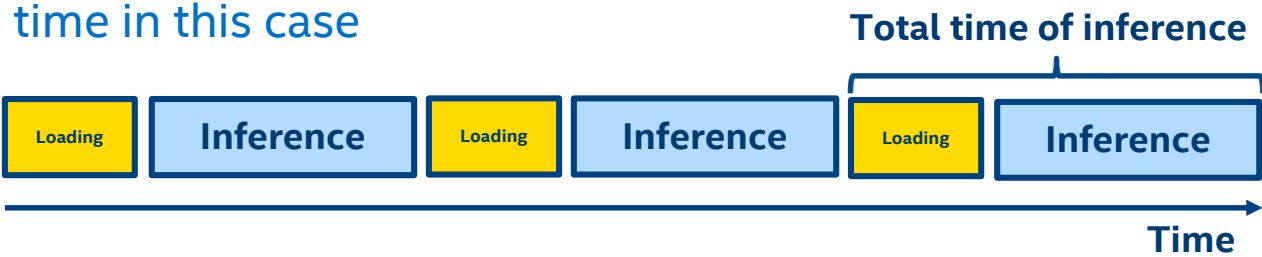 time in this case
Total time of inference
Loading Inference Loading Inference Loading Inference
Time